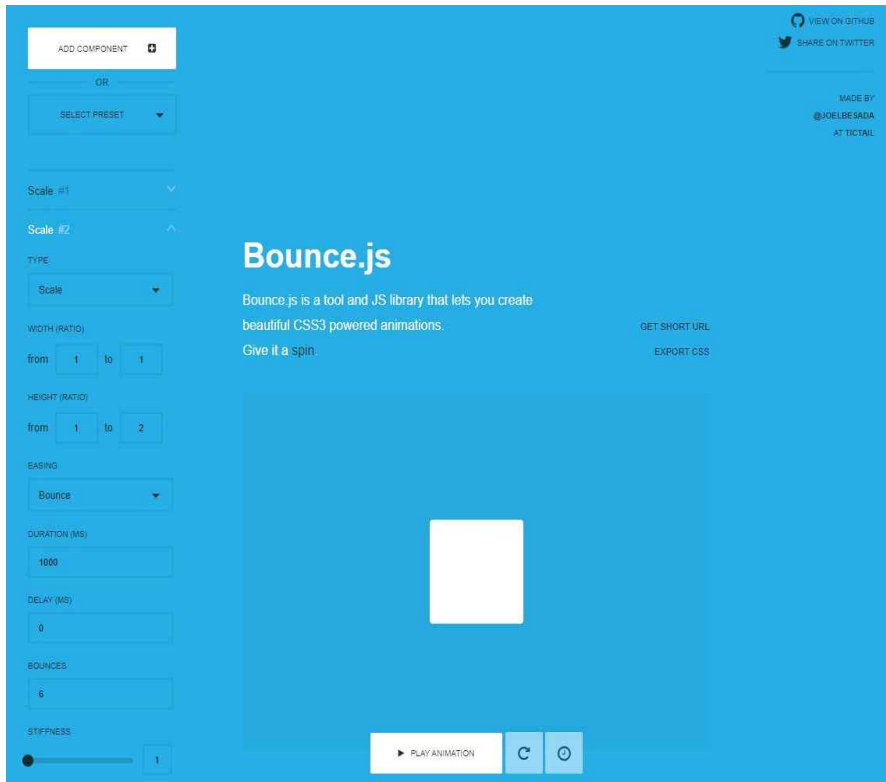 ADD COMPONENT
OR
SELECT PRESET
Scale #1
Scale #2
TYPE
Scale
WIDTH (RATIO)
from 1 to 1
HEIGHT (RATIO)
from 1 to 2
EASING
Bounce
DURATION (MS)
1000
DELAY (MS)
0
BOUNCES
6
STIFFNESS
1
Bounce.js
Bounce.js is a tool and JS library that lets you create
beautiful CSS3 powered animations.
Give it a spin.
GET SHORT URL
EXPORT CSS
PLAY ANIMATION
VIEW ON GITHUB
SHARE ON TWITTER
MADE BY
@JOELBESADA
AT TICTAIL